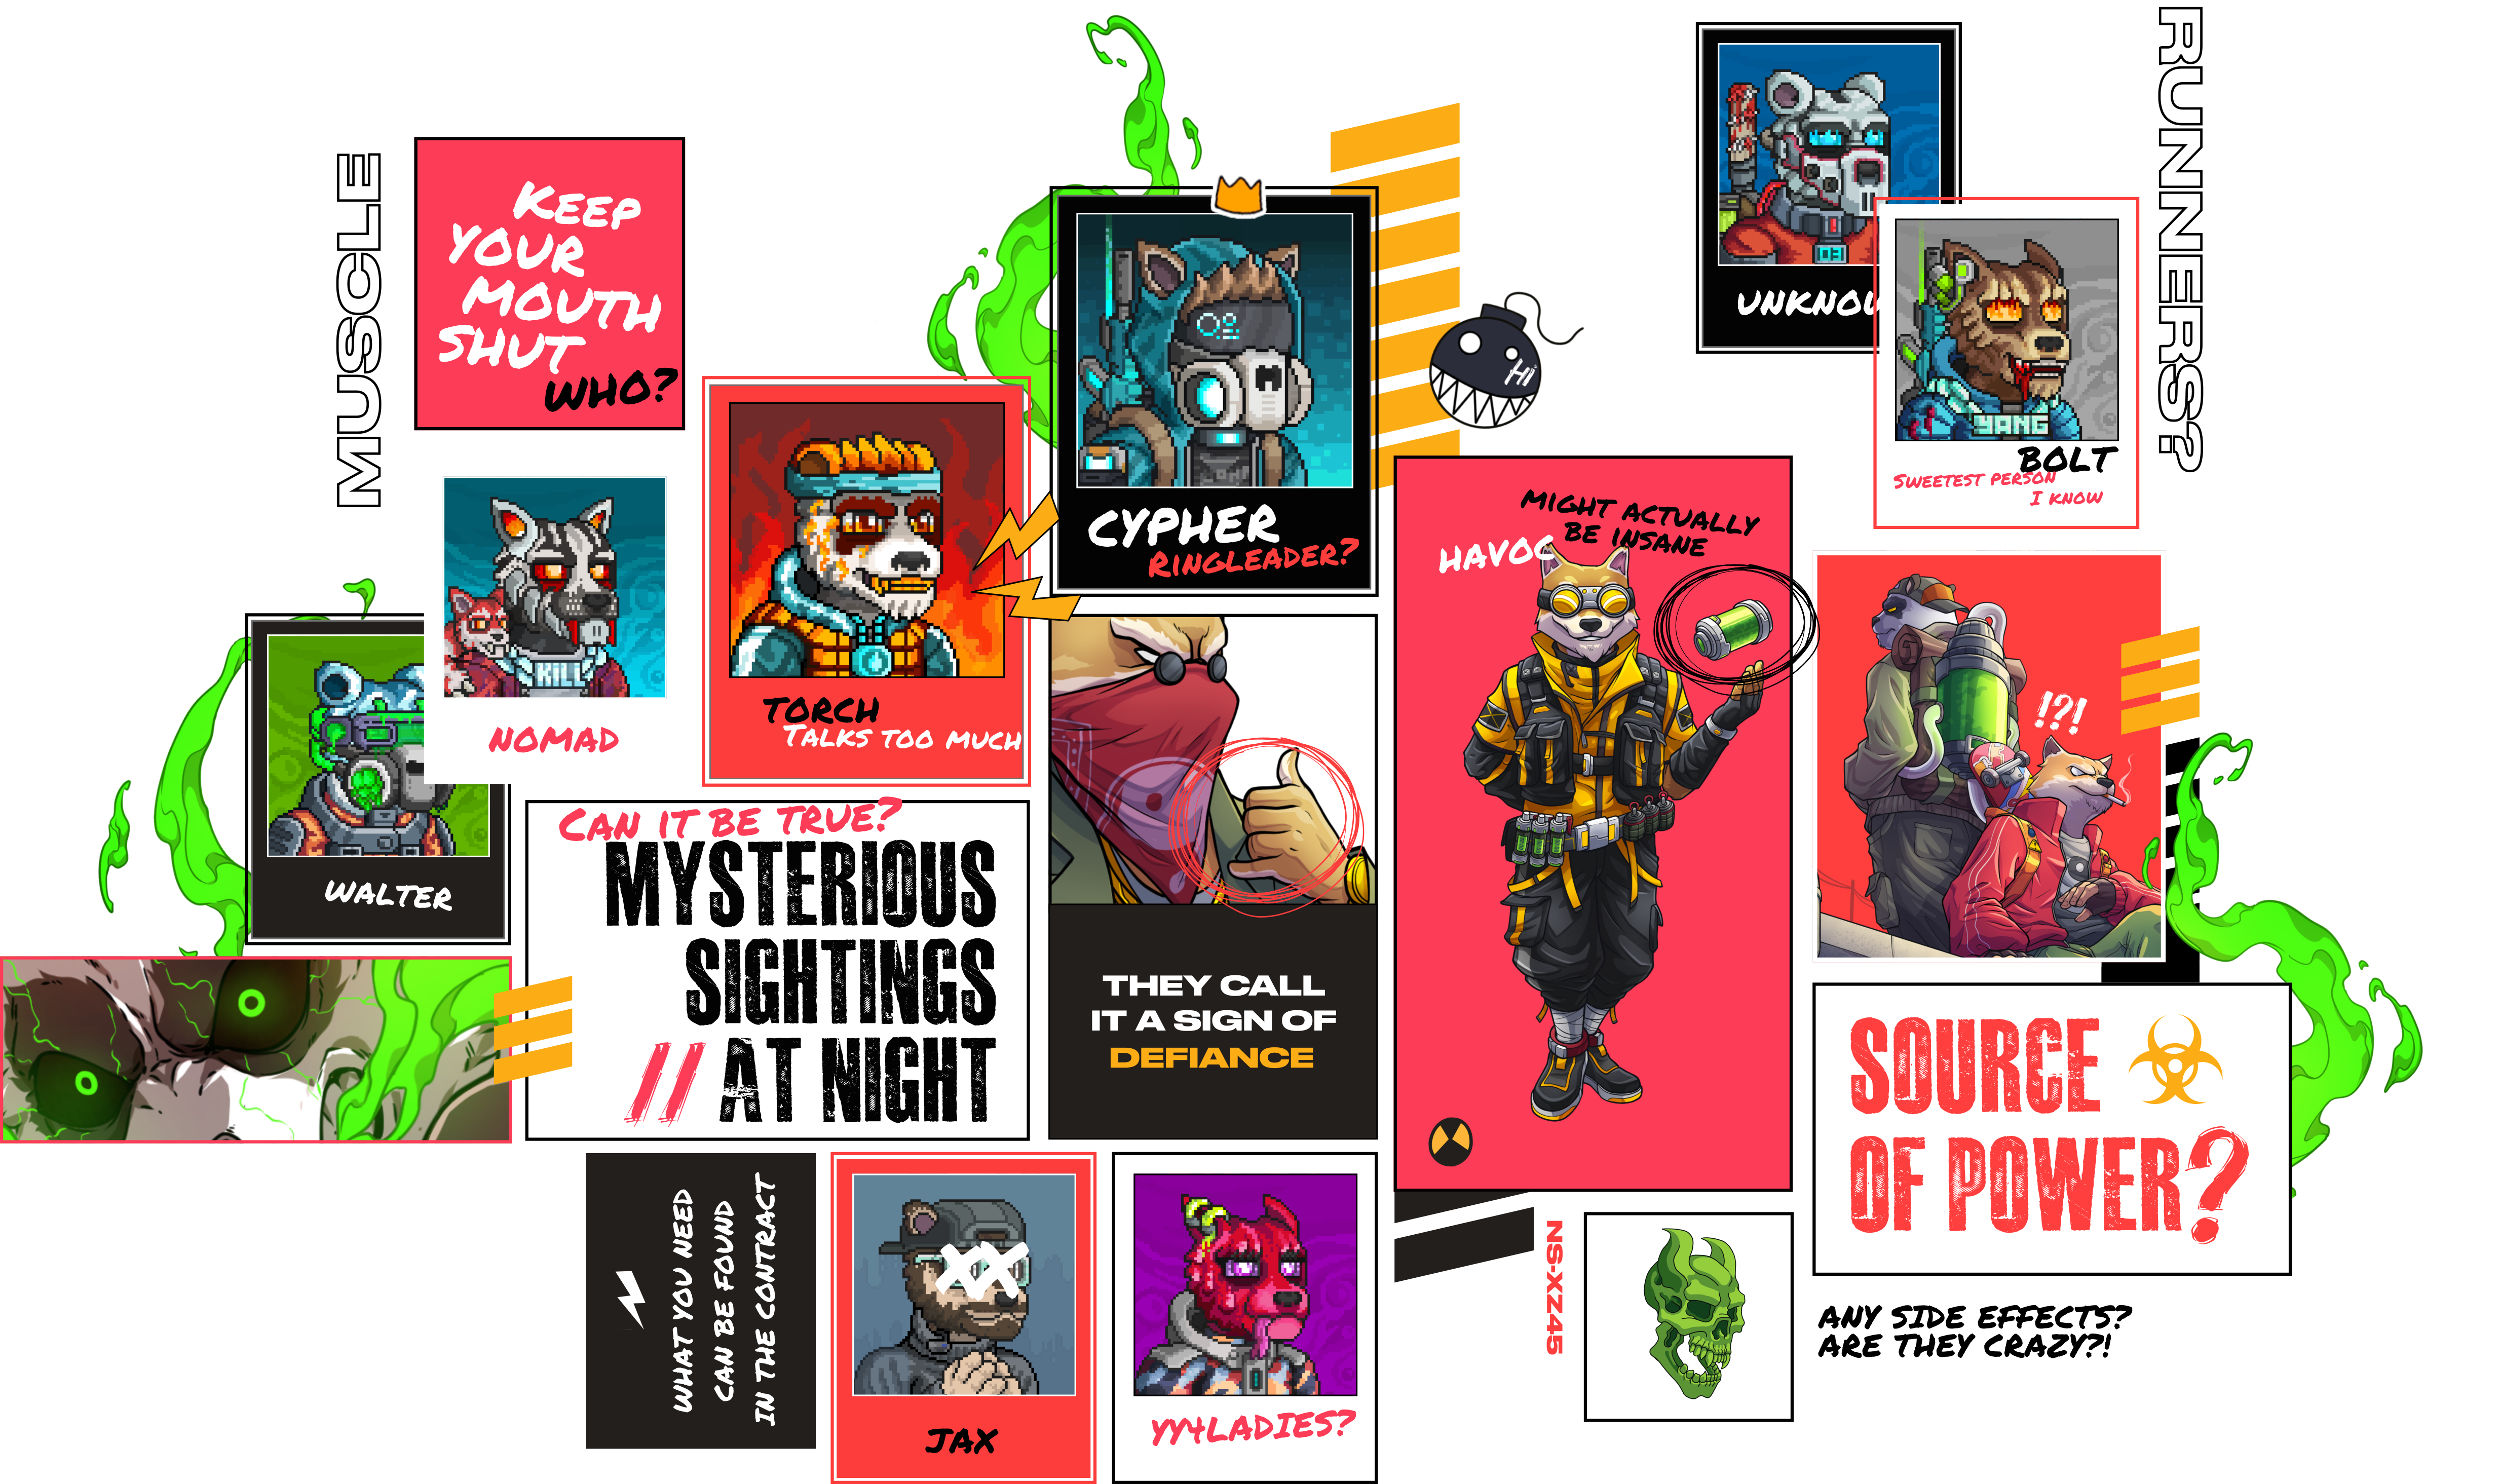 MUSCLE
KEEP
YOUR
MOUTH
SHUT
WHO?
NOMAD
KILL
WALTER
TORCH
TALKS TOO MUCH
CYPHER
RINGLEADER?
Hi
UNKNOW
03
YANG
BOLT
SWEETEST PERSON
I KNOW
RUNNERS?
HAVOC
MIGHT ACTUALLY
BE INSANE
!?!
CAN IT BE TRUE?
MYSTERIOUS
SIGHTINGS
// AT NIGHT
THEY CALL
IT A SIGN OF
DEFIANCE
SOURCE
OF POWER?
WHAT YOU NEED
CAN BE FOUND
IN THE CONTRACT
JAX
YY4LADIES?
NS-XZ45
ANY SIDE EFFECTS?
ARE THEY CRAZY?!